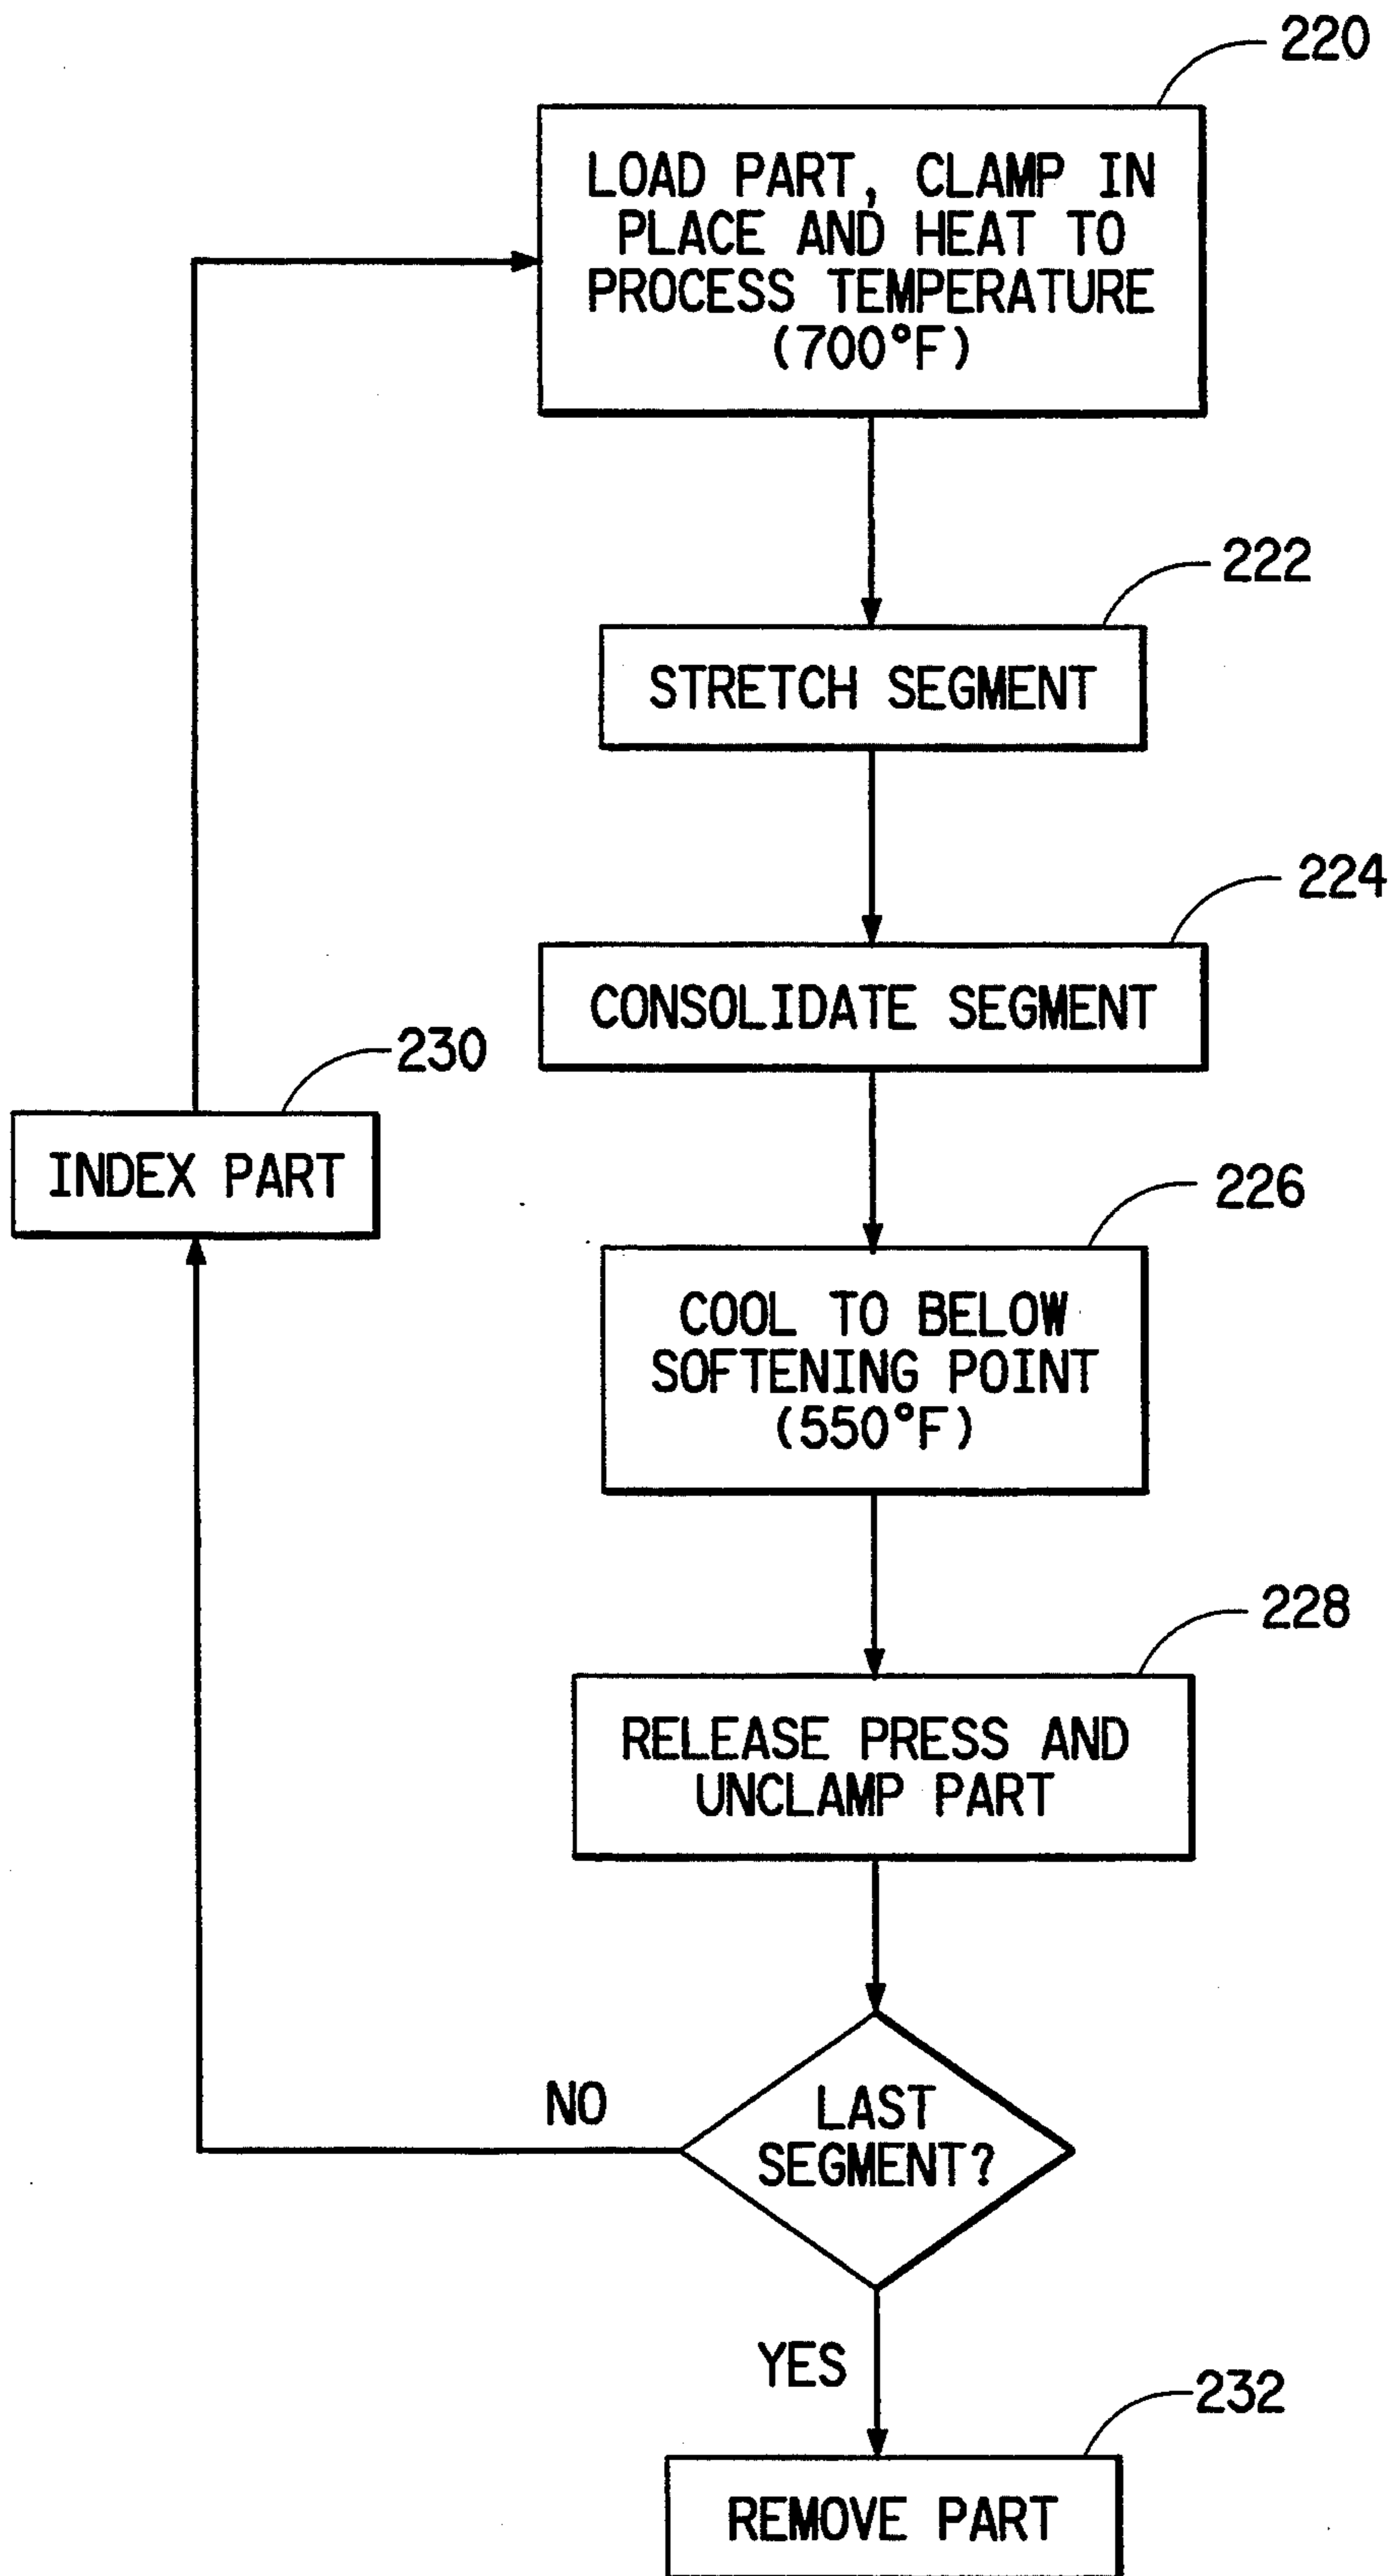 220
LOAD PART, CLAMP IN
PLACE AND HEAT TO
PROCESS TEMPERATURE
(700°F)
222
STRETCH SEGMENT
224
CONSOLIDATE SEGMENT
230
INDEX PART
226
COOL TO BELOW
SOFTENING POINT
(550°F)
228
RELEASE PRESS AND
UNCLAMP PART
NO
LAST
SEGMENT?
YES
232
REMOVE PART